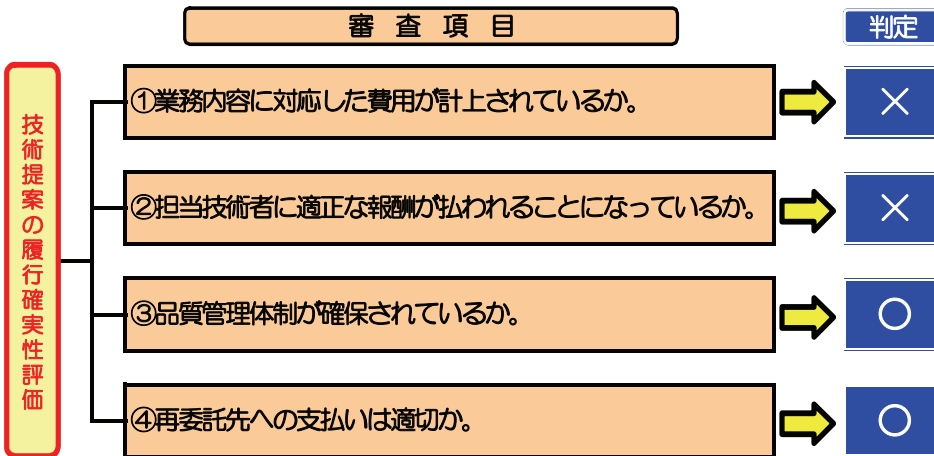 審査項目
判定
技術提案の履行確実性評価
①業務内容に対応した費用が計上されているか。
×
②担当技術者に適正な報酬が払われることになっているか。
×
③品質管理体制が確保されているか。
○
④再委託先への支払いは適切か。
○